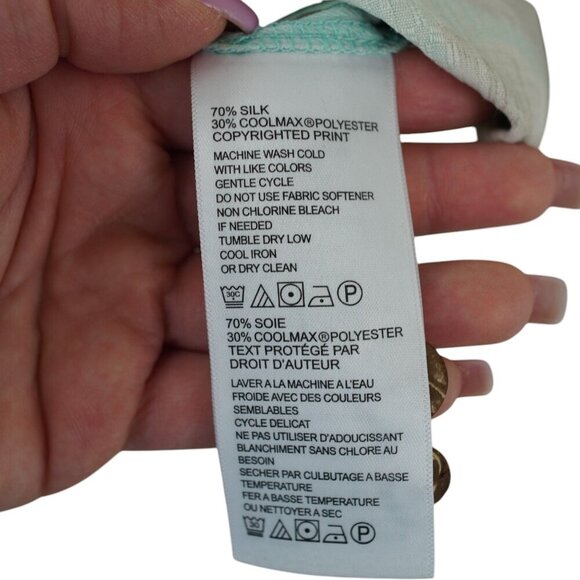 70% SILK
30% COOLMAX®POLYESTER
COPYRIGHTED PRINT
MACHINE WASH COLD
WITH LIKE COLORS
GENTLE CYCLE
DO NOT USE FABRIC SOFTENER
NON CHLORINE BLEACH
IF NEEDED
TUMBLE DRY LOW
COOL IRON
OR DRY CLEAN
30C P
70% SOIE
30% COOLMAX®POLYESTER
TEXT PROTÉGÉ PAR
DROIT D'AUTEUR
LAVER A LA MACHINE A L'EAU
FROIDE AVEC DES COULEURS
SEMBLABLES
CYCLE DELICAT
NE PAS UTILISER D'ADOUCISSANT
BLANCHIMENT SANS CHLORE AU
BESOIN
SECHER PAR CULBUTAGE A BASSE
TEMPERATURE
FER A BASSE TEMPERATURE
OU NETTOYER A SEC
30 P